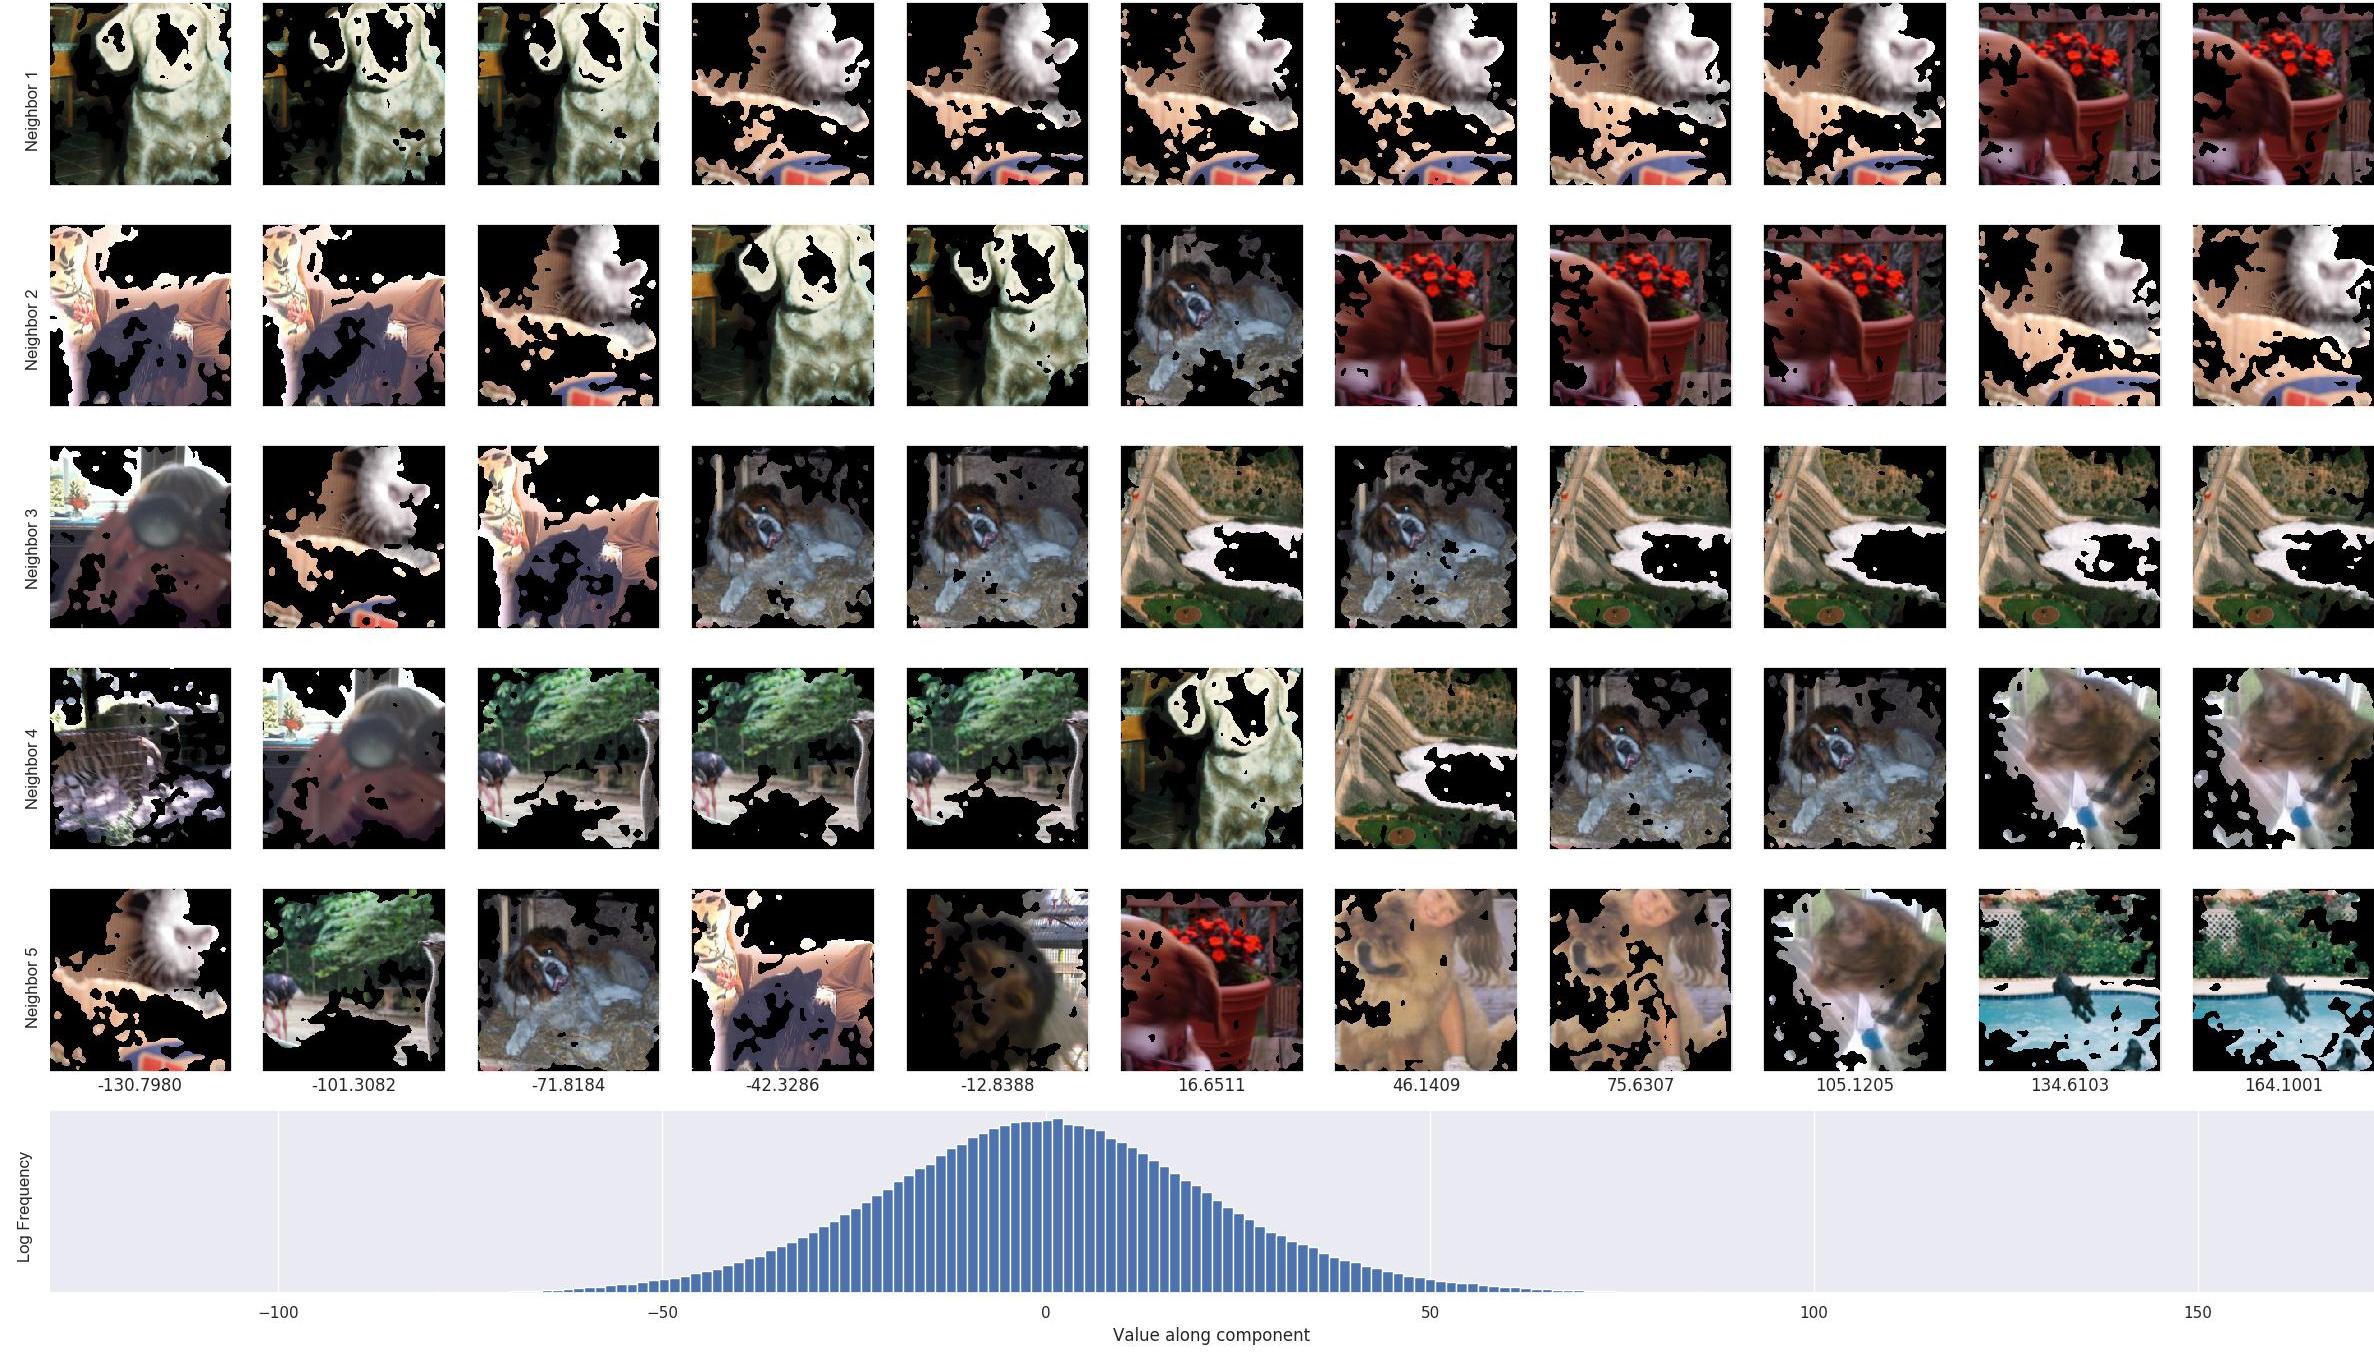 Neighbor 1
Neighbor 2
Neighbor 3
Neighbor 4
Neighbor 5
-130.7980 -101.3082 -71.8184 -42.3286 -12.8388 16.6511 46.1409 75.6307 105.1205 134.6103 164.1001
Log Frequency
−100 −50 0 50 100 150
Value along component